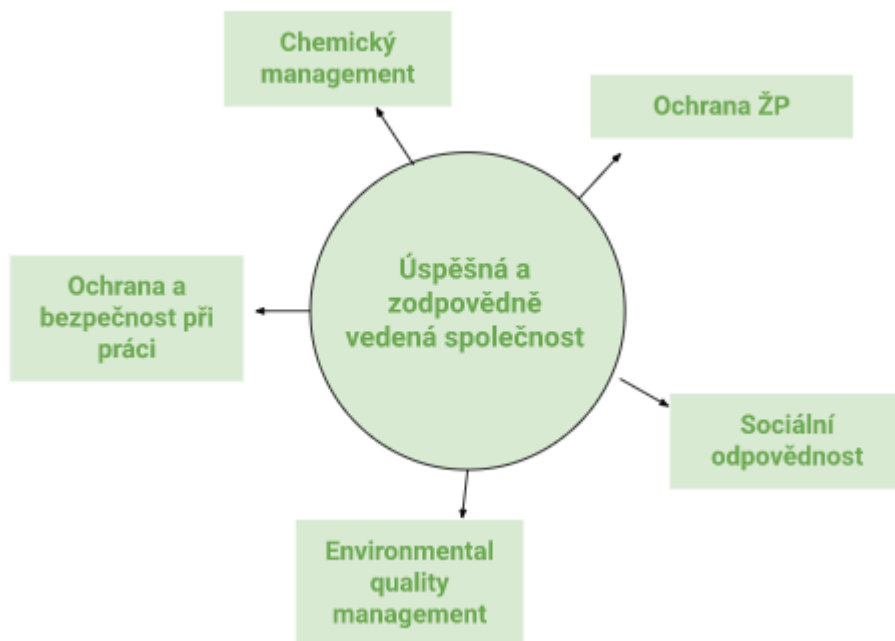 Chemický
management
Ochrana ŽP
Úspěšná a
zodpovědně
vedená společnost
Ochrana a
bezpečnost při
práci
Sociální
odpovědnost
Environmental
quality
management